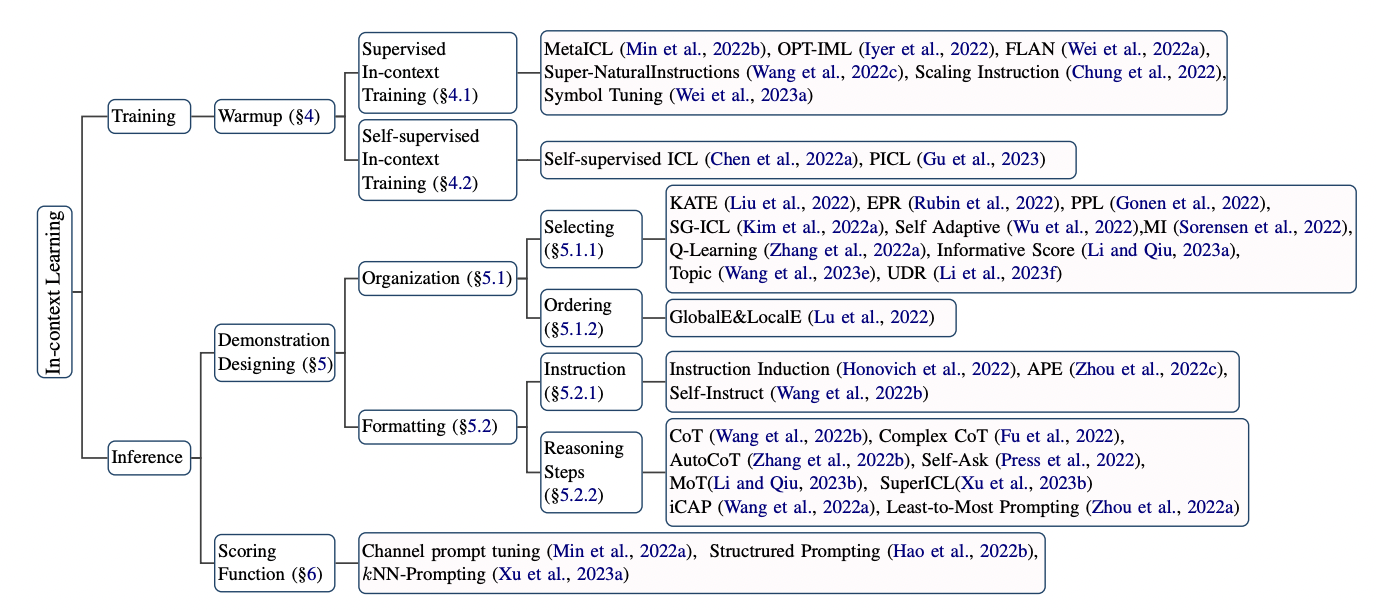 In-context Learning
Training
Warmup (§4)
Supervised
In-context
Training (§4.1)
MetaICL (Min et al., 2022b), OPT-IML (Iyer et al., 2022), FLAN (Wei et al., 2022a),
Super-NaturalInstructions (Wang et al., 2022c), Scaling Instruction (Chung et al., 2022),
Symbol Tuning (Wei et al., 2023a)
Self-supervised
In-context
Training (§4.2)
Self-supervised ICL (Chen et al., 2022a), PICL (Gu et al., 2023)
Inference
Demonstration
Designing (§5)
Organization (§5.1)
Selecting
(§5.1.1)
KATE (Liu et al., 2022), EPR (Rubin et al., 2022), PPL (Gonen et al., 2022),
SG-ICL (Kim et al., 2022a), Self Adaptive (Wu et al., 2022),MI (Sorensen et al., 2022),
Q-Learning (Zhang et al., 2022a), Informative Score (Li and Qiu, 2023a),
Topic (Wang et al., 2023e), UDR (Li et al., 2023f)
Ordering
(§5.1.2)
GlobalE&LocalE (Lu et al., 2022)
Formatting (§5.2)
Instruction
(§5.2.1)
Instruction Induction (Honovich et al., 2022), APE (Zhou et al., 2022c),
Self-Instruct (Wang et al., 2022b)
Reasoning
Steps
(§5.2.2)
CoT (Wang et al., 2022b), Complex CoT (Fu et al., 2022),
AutoCoT (Zhang et al., 2022b), Self-Ask (Press et al., 2022),
MoT(Li and Qiu, 2023b), SuperICL(Xu et al., 2023b)
iCAP (Wang et al., 2022a), Least-to-Most Prompting (Zhou et al., 2022a)
Scoring
Function (§6)
Channel prompt tuning (Min et al., 2022a), Structrured Prompting (Hao et al., 2022b),
kNN-Prompting (Xu et al., 2023a)